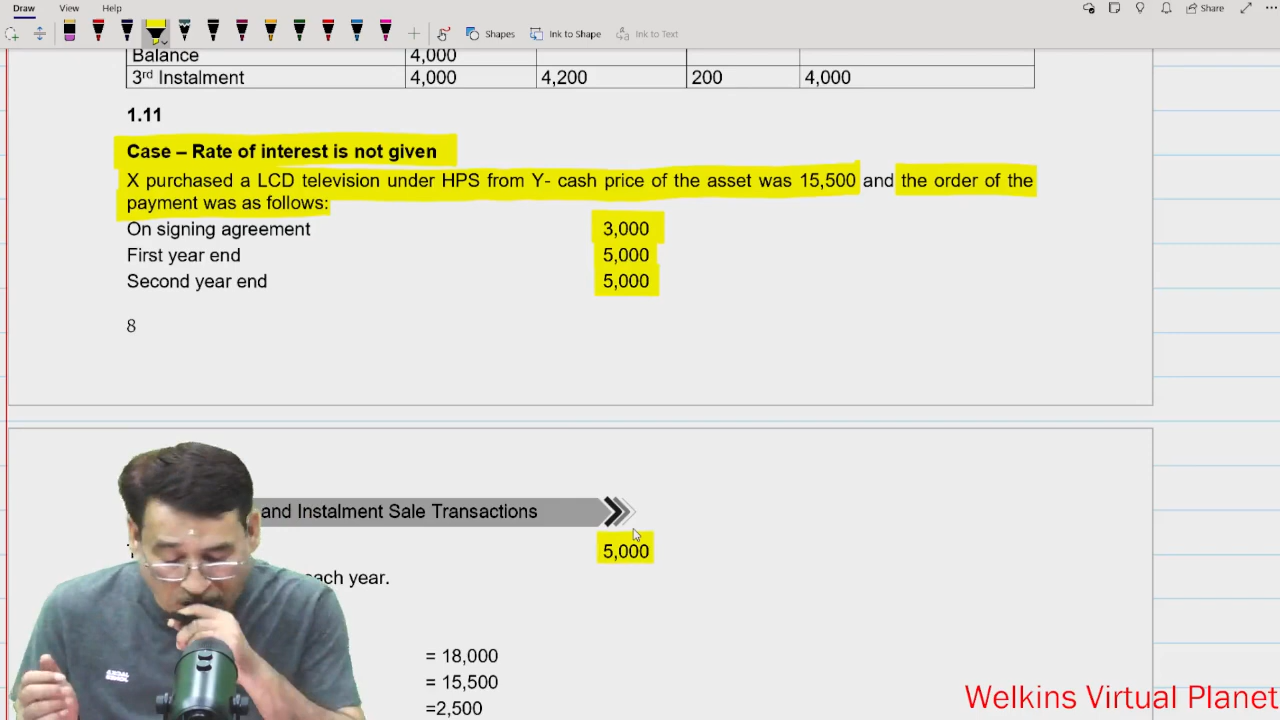 Draw View Help
Share
Shapes Ink to Shape Ink to Text
Balance 4,000
3rd Instalment 4,000 4,200 200 4,000
1.11
Case – Rate of interest is not given
X purchased a LCD television under HPS from Y- cash price of the asset was 15,500 and the order of the
payment was as follows:
On signing agreement 3,000
First year end 5,000
Second year end 5,000
8
and Instalment Sale Transactions
5,000
each year.
= 18,000
= 15,500
=2,500
Welkins Virtual Planet